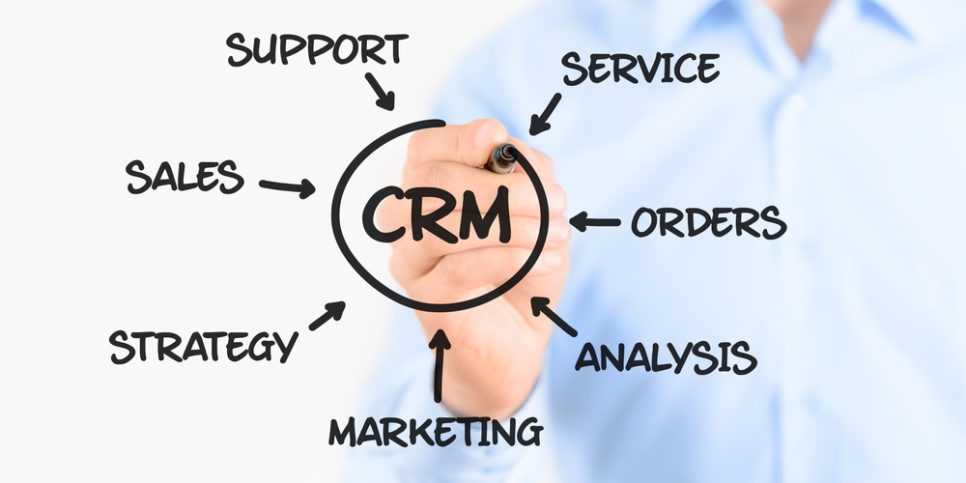 SUPPORT
SERVICE
SALES
CRM
ORDERS
STRATEGY
ANALYSIS
MARKETING